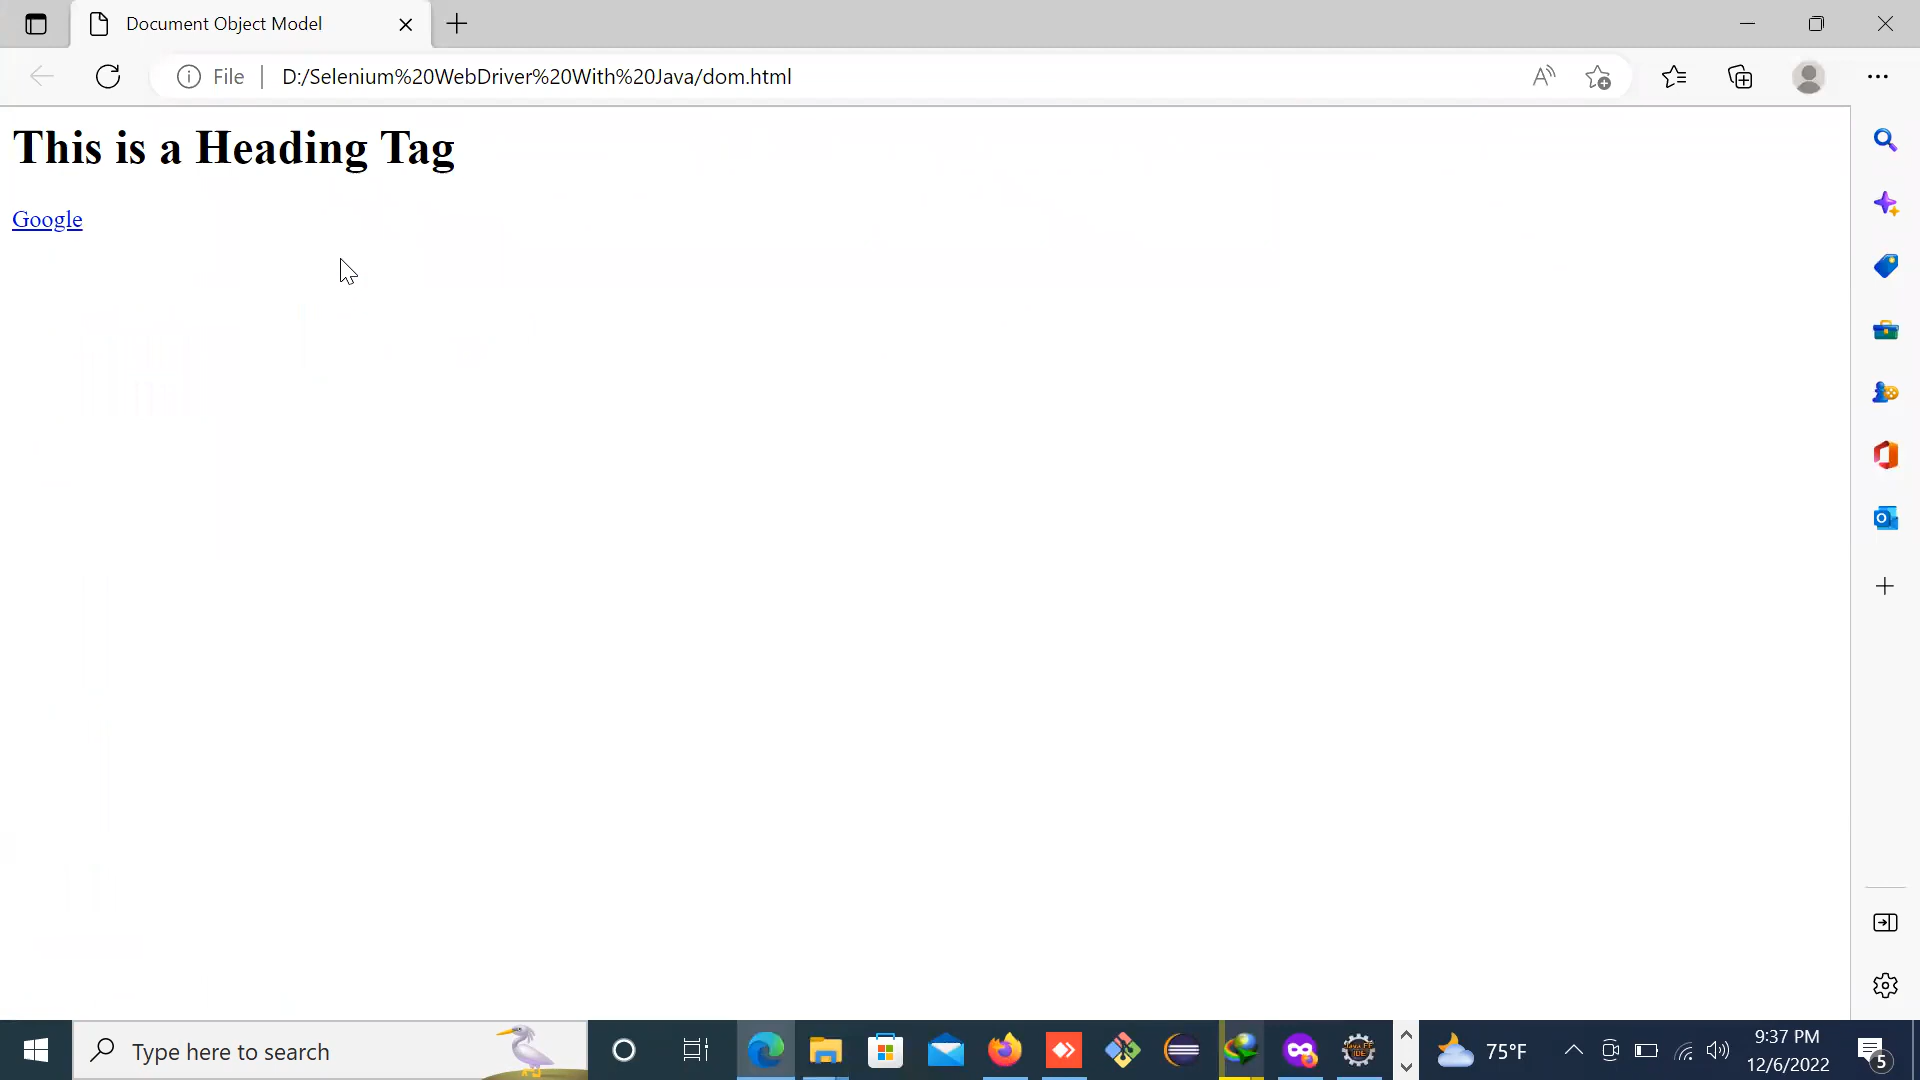 Document Object Model
File
D:/Selenium%20WebDriver%20With%20Java/dom.html
This is a Heading Tag
Google
Type here to search
75°F
9:37 PM
12/6/2022
5